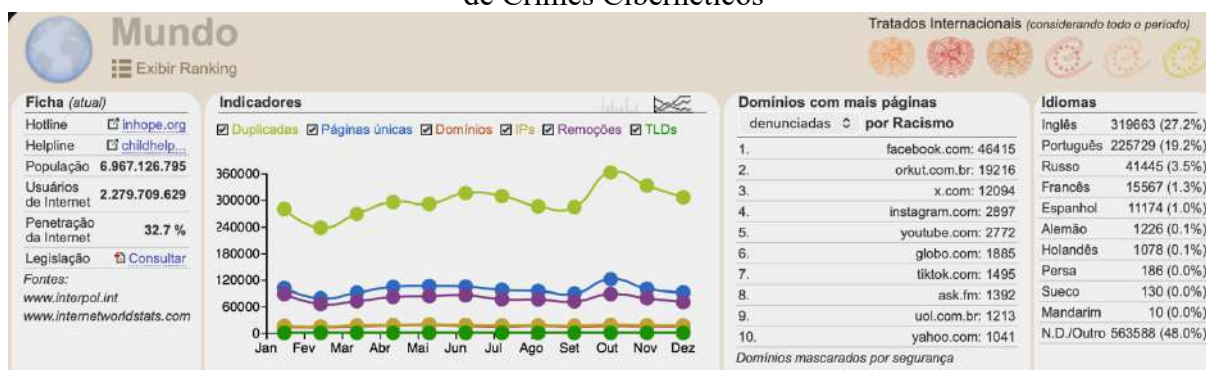 de Crimes Cibernéticos
Mundo
Exibir Ranking
Tratados Internacionais (considerando todo o período)
Ficha (atual)
Hotline inhope.org
Helpline childhelp...
População 6.967.126.795
Usuários
de Internet 2.279.709.629
Penetração
da Internet 32.7 %
Legislação Consultar
Fontes:
www.interpol.int
www.internetworldstats.com
Indicadores
Duplicadas Páginas únicas Domínios IPs Remoções TLDs
360000
300000
240000
180000
120000
60000
0
Jan Fev Mar Abr Mai Jun Jul Ago Set Out Nov Dez
Domínios com mais páginas
denunciadas por Racismo
1. facebook.com: 46415
2. orkut.com.br: 19216
3. x.com: 12094
4. instagram.com: 2897
5. youtube.com: 2772
6. globo.com: 1885
7. tiktok.com: 1495
8. ask.fm: 1392
9. uol.com.br: 1213
10. yahoo.com: 1041
Domínios mascarados por segurança
Idiomas
Inglês 319663 (27.2%)
Português 225729 (19.2%)
Russo 41445 (3.5%)
Francês 15567 (1.3%)
Espanhol 11174 (1.0%)
Alemão 1226 (0.1%)
Holandês 1078 (0.1%)
Persa 186 (0.0%)
Sueco 130 (0.0%)
Mandarim 10 (0.0%)
N.D./Outro 563588 (48.0%)